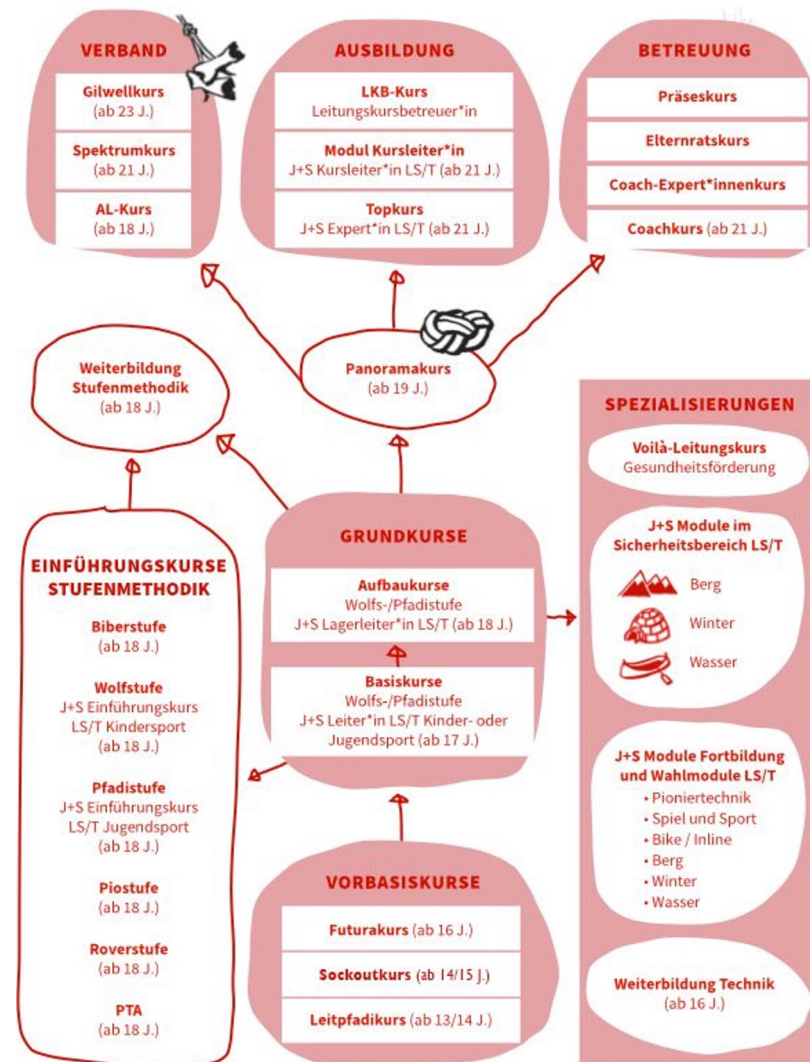 VERBAND
Gilwellkurs
(ab 23 J.)
Spektrumkurs
(ab 21 J.)
AL-Kurs
(ab 18 J.)
AUSBILDUNG
LKB-Kurs
Leitungskursbetreuer*in
Modul Kursleiter*in
J+S Kursleiter*in LS/T (ab 21 J.)
Topkurs
J+S Expert*in LS/T (ab 21 J.)
BETREUUNG
Präseskurs
Elternratskurs
Coach-Expert*innenkurs
Coachkurs (ab 21 J.)
Weiterbildung
Stufenmethodik
(ab 18 J.)
Panoramakurs
(ab 19 J.)
EINFÜHRUNGSKURSE
STUFENMETHODIK
Biberstufe
(ab 18 J.)
Wolfstufe
J+S Einführungskurs
LS/T Kindersport
(ab 18 J.)
Pfadistufe
J+S Einführungskurs
LS/T Jugendsport
(ab 18 J.)
Piostufe
(ab 18 J.)
Roverstufe
(ab 18 J.)
PTA
(ab 18 J.)
GRUNDKURSE
Aufbaukurse
Wolfs-/Pfadistufe
J+S Lagerleiter*in LS/T (ab 18 J.)
Basiskurse
Wolfs-/Pfadistufe
J+S Leiter*in LS/T Kinder- oder
Jugendsport (ab 17 J.)
VORBASISKURSE
Futurakurs (ab 16 J.)
Sockoutkurs (ab 14/15 J.)
Leitpfadikurs (ab 13/14 J.)
SPEZIALISIERUNGEN
Voilà-Leitungskurs
Gesundheitsförderung
J+S Module im
Sicherheitsbereich LS/T
Berg
Winter
Wasser
J+S Module Fortbildung
und Wahlmodule LS/T
• Pioniertechnik
• Spiel und Sport
• Bike / Inline
• Berg
• Winter
• Wasser
Weiterbildung Technik
(ab 16 J.)